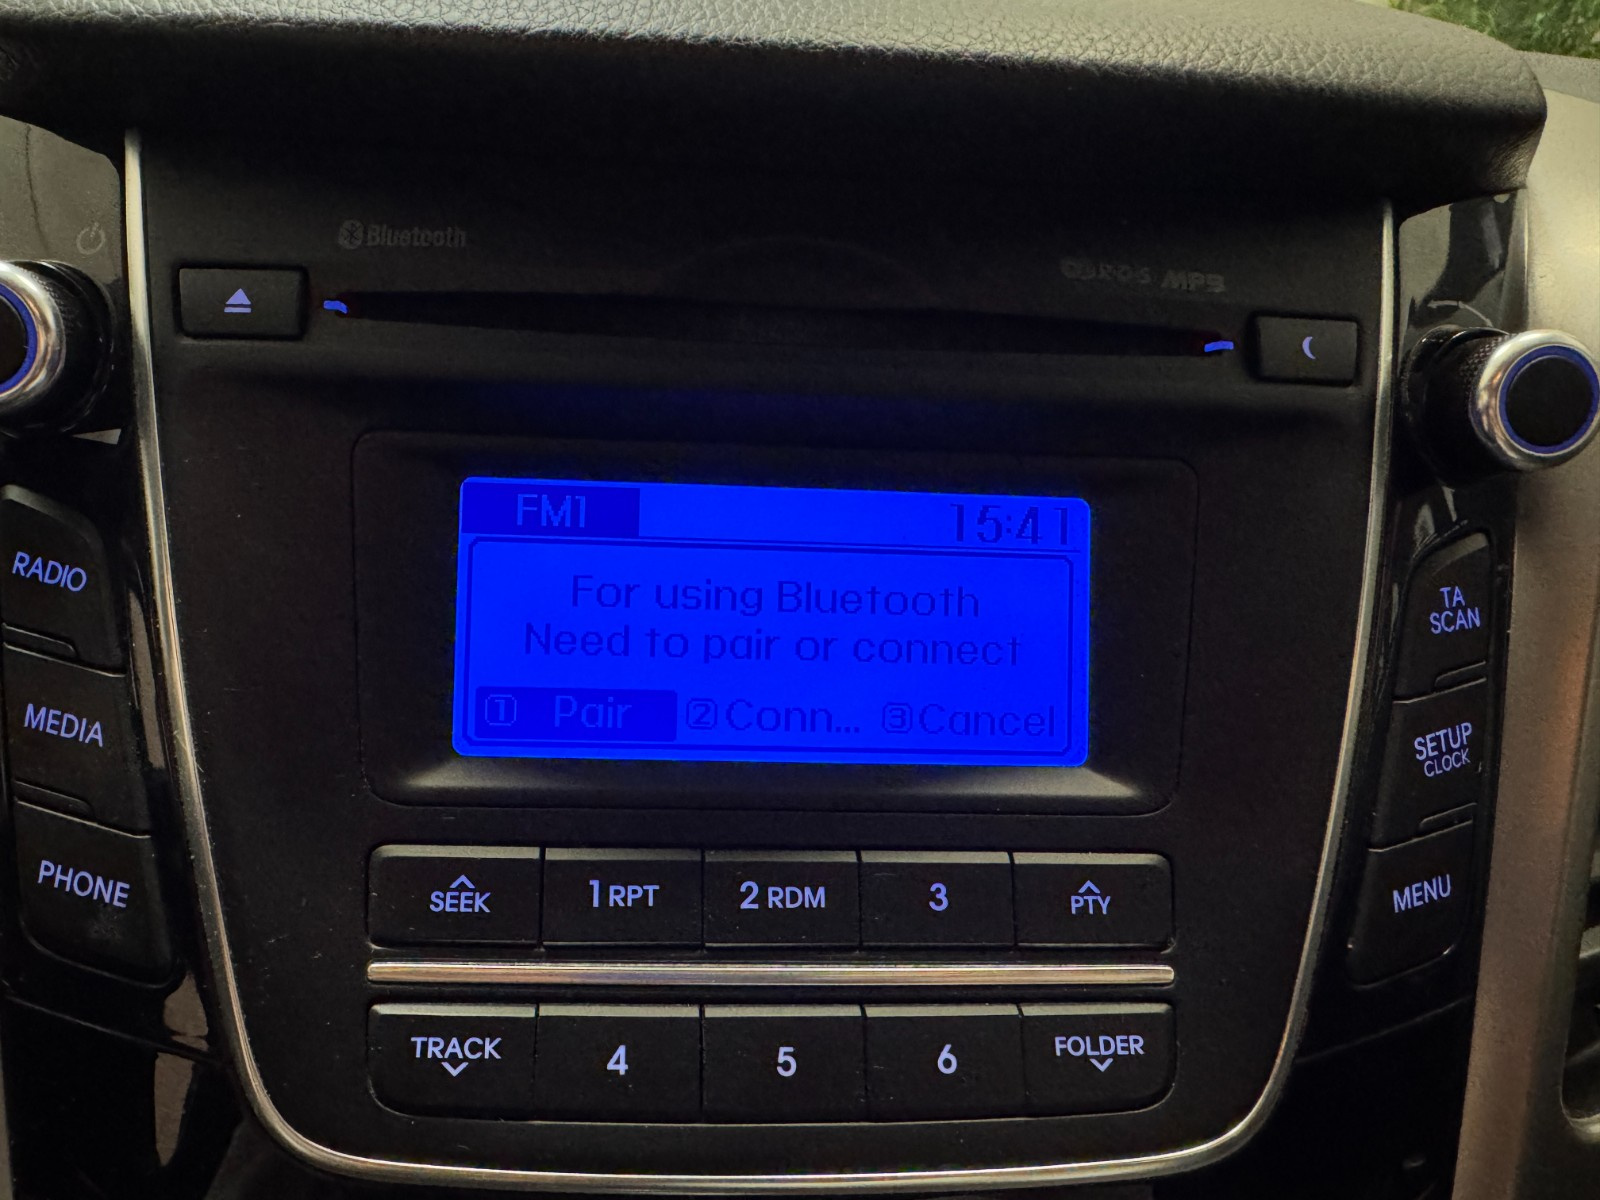 Bluetooth
RDS MP3
FM1 15:41
For using Bluetooth
Need to pair or connect
1 Pair 2 Conn... 3 Cancel
RADIO
MEDIA
PHONE
TA
SCAN
SETUP
CLOCK
MENU
SEEK 1 RPT 2 RDM 3 PTY
TRACK 4 5 6 FOLDER